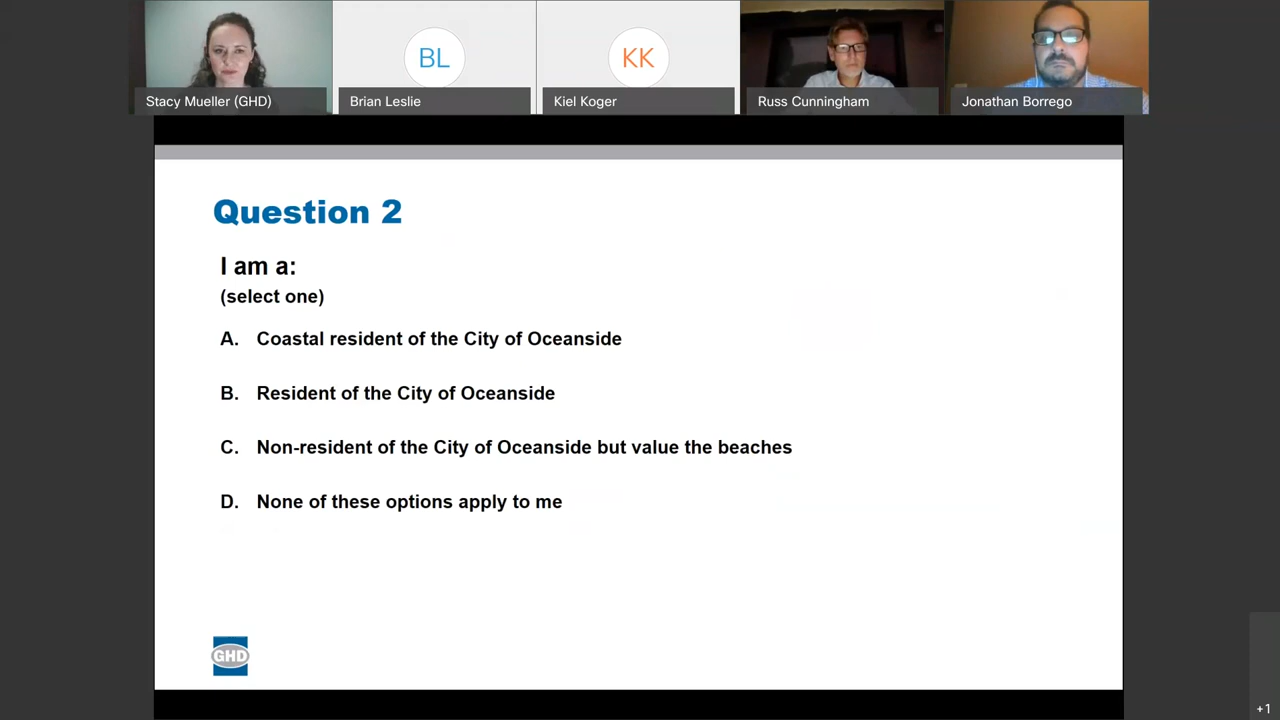 BL
KK
Stacy Mueller (GHD)
Brian Leslie
Kiel Koger
Russ Cunningham
Jonathan Borrego
Question 2
I am a:
(select one)
A. Coastal resident of the City of Oceanside
B. Resident of the City of Oceanside
C. Non-resident of the City of Oceanside but value the beaches
D. None of these options apply to me
GHD
+1